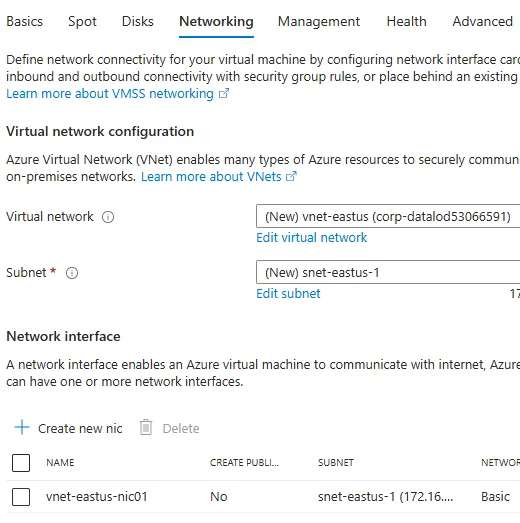 Basics Spot Disks Networking Management Health Advanced
Define network connectivity for your virtual machine by configuring network interface car
inbound and outbound connectivity with security group rules, or place behind an existing
Learn more about VMSS networking
Virtual network configuration
Azure Virtual Network (VNet) enables many types of Azure resources to securely commun
on-premises networks. Learn more about VNets
Virtual network (New) vnet-eastus (corp-datalod53066591)
Edit virtual network
Subnet * (New) snet-eastus-1
Edit subnet 17
Network interface
A network interface enables an Azure virtual machine to communicate with internet, Azure
can have one or more network interfaces.
Create new nic Delete
NAME CREATE PUBLI... SUBNET NETWOR
vnet-eastus-nic01 No snet-eastus-1 (172.16.... Basic